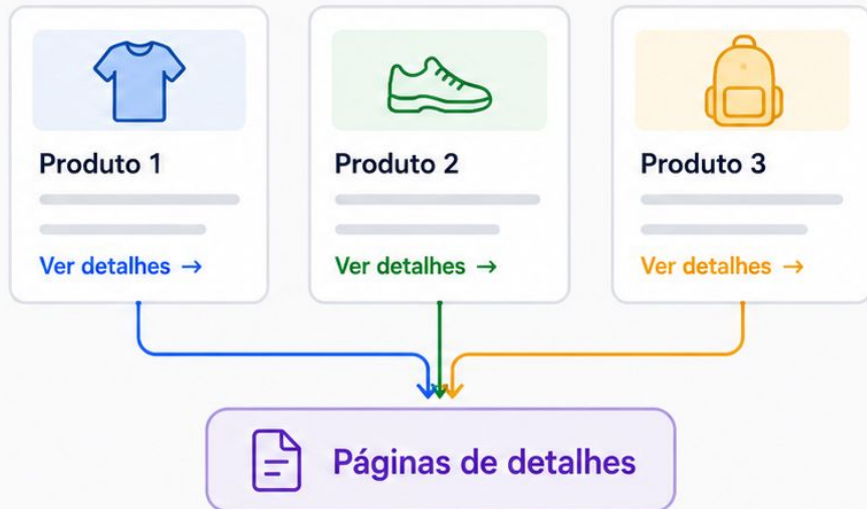 Produto 1
Ver detalhes →
Produto 2
Ver detalhes →
Produto 3
Ver detalhes →
Páginas de detalhes